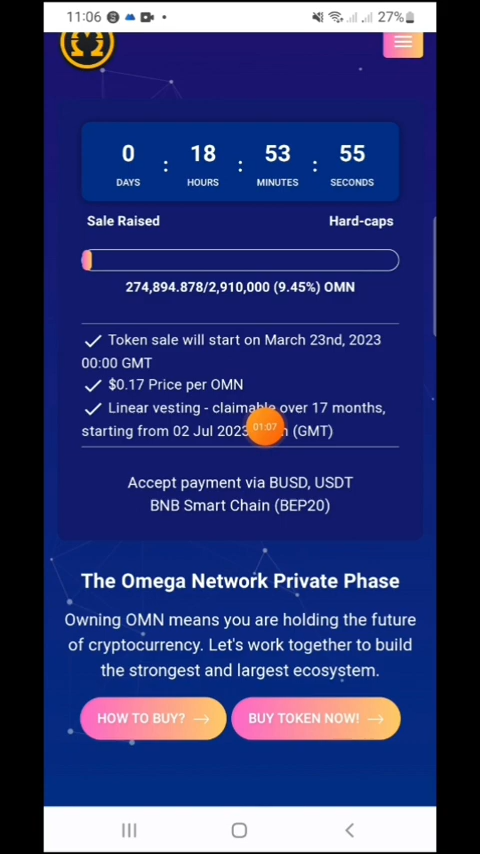 11:06
27%
0 : 18 : 53 : 55
DAYS HOURS MINUTES SECONDS
Sale Raised Hard-caps
274,894.878/2,910,000 (9.45%) OMN
Token sale will start on March 23nd, 2023
00:00 GMT
$0.17 Price per OMN
Linear vesting - claimable over 17 months,
starting from 02 Jul 2023 (GMT)
01:07
Accept payment via BUSD, USDT
BNB Smart Chain (BEP20)
The Omega Network Private Phase
Owning OMN means you are holding the future
of cryptocurrency. Let's work together to build
the strongest and largest ecosystem.
HOW TO BUY? → BUY TOKEN NOW! →